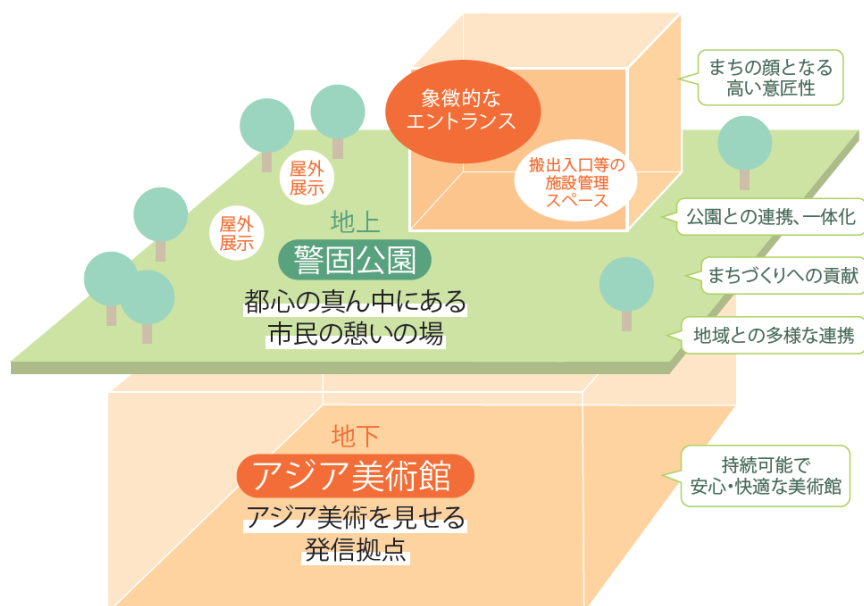 象徴的な
エントランス
搬出入口等の
施設管理
スペース
まちの顔となる
高い意匠性
屋外
展示
屋外
展示
公園との連携、一体化
地上
警固公園
都心の真ん中にある
市民の憩いの場
まちづくりへの貢献
地域との多様な連携
地下
アジア美術館
アジア美術を見せる
発信拠点
持続可能で
安心・快適な美術館